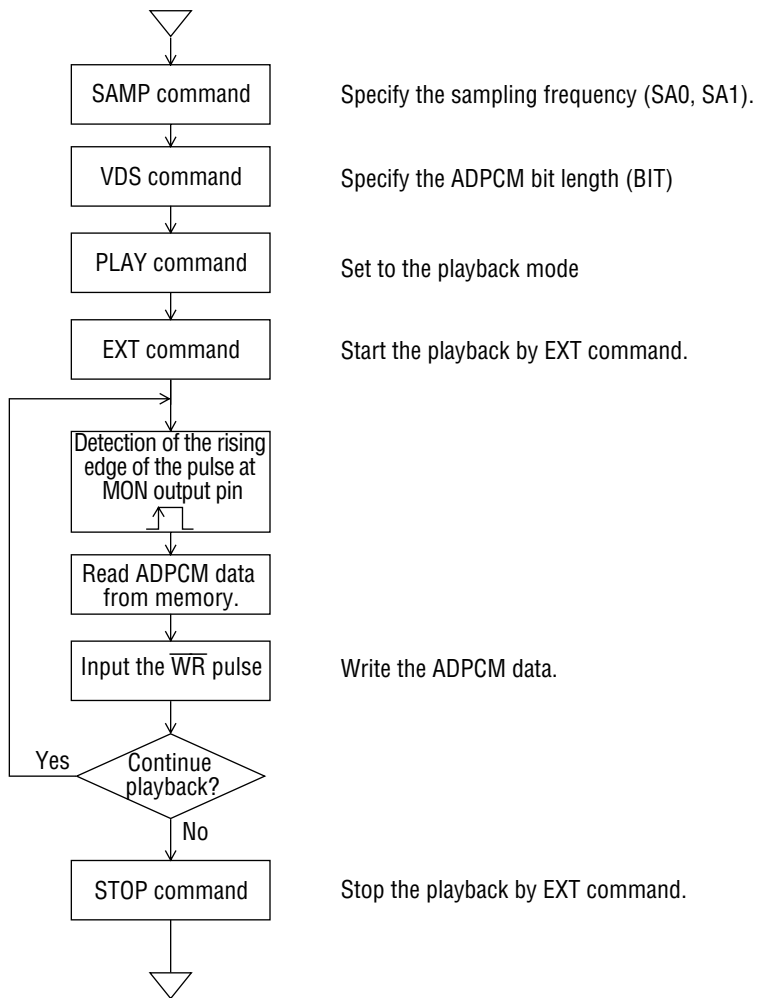 SAMP command
Specify the sampling frequency (SA0, SA1).
VDS command
Specify the ADPCM bit length (BIT)
PLAY command
Set to the playback mode
EXT command
Start the playback by EXT command.
Detection of the rising
edge of the pulse at
MON output pin
Read ADPCM data
from memory.
Input the W̅R̅ pulse
Write the ADPCM data.
Yes
Continue
playback?
No
STOP command
Stop the playback by EXT command.